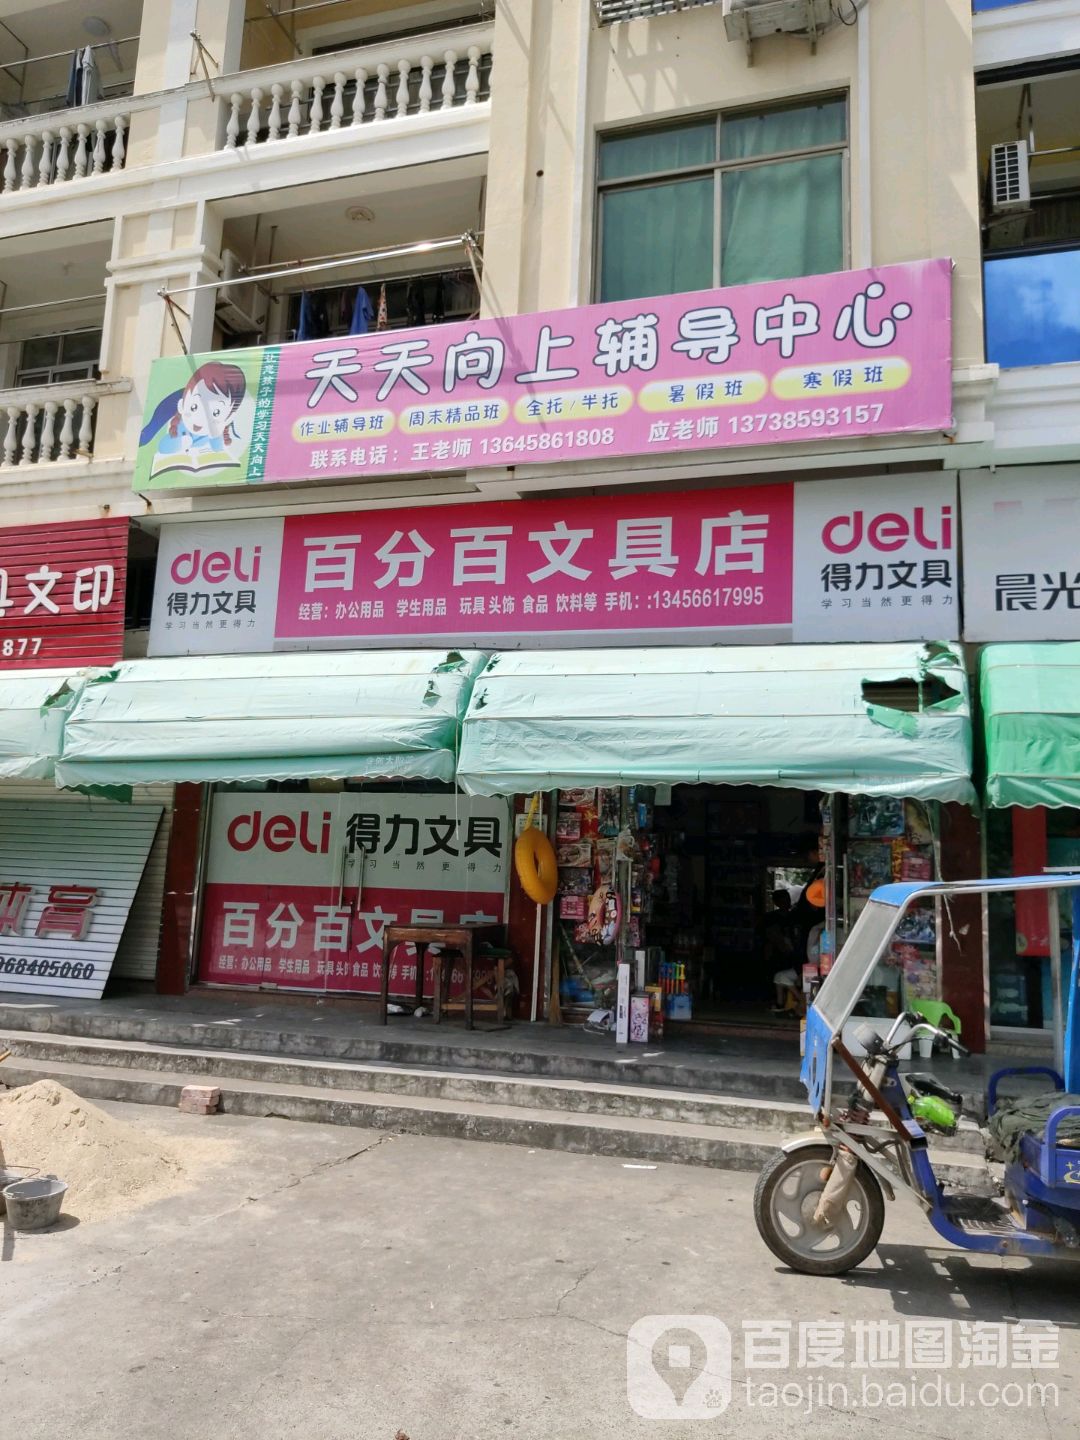 让您孩子的学习天天向上
天天向上辅导中心
作业辅导班 周末精品班 全托/半托 暑假班 寒假班
联系电话：王老师 13645861808 应老师 13738593157
deli
得力文具
学习当然更得力
百分百文具店
经营：办公用品 学生用品 玩具 头饰 食品 饮料等 手机：:13456617995
deli
得力文具
学习当然更得力
文印
877
晨光
deli 得力文具
学习当然更得力
百分百文具店
经营：办公用品 学生用品 玩具 头饰 食品
体育
968405060
百度地图淘金
taojin.baidu.com